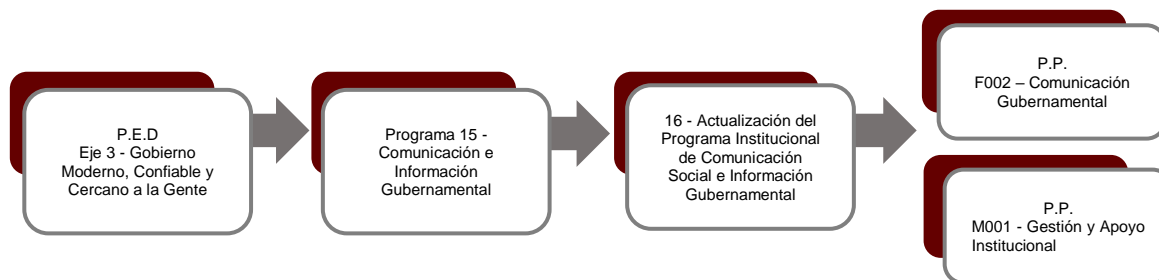 P.E.D
Eje 3 - Gobierno
Moderno, Confiable y
Cercano a la Gente
Programa 15 -
Comunicación e
Información
Gubernamental
16 - Actualización del
Programa Institucional
de Comunicación
Social e Información
Gubernamental
P.P.
F002 – Comunicación
Gubernamental
P.P.
M001 - Gestión y Apoyo
Institucional